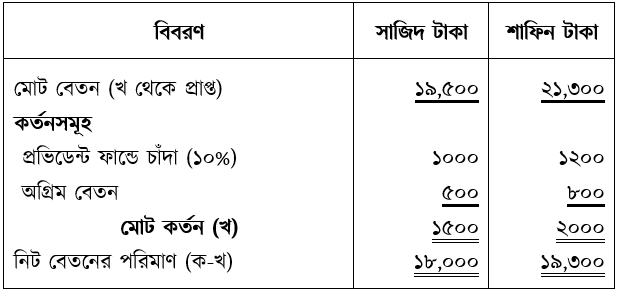 বিবরণ সাজিদ টাকা শাফিন টাকা
মোট বেতন (খ থেকে প্রাপ্ত) ১৯,৫০০ ২১,৩০০
কর্তনসমূহ
প্রভিডেন্ট ফান্ডে চাঁদা (১০%) ১০০০ ১২০০
অগ্রিম বেতন ৫০০ ৮০০
মোট কর্তন (খ) ১৫০০ ২০০০
নিট বেতনের পরিমাণ (ক-খ) ১৮,০০০ ১৯,৩০০